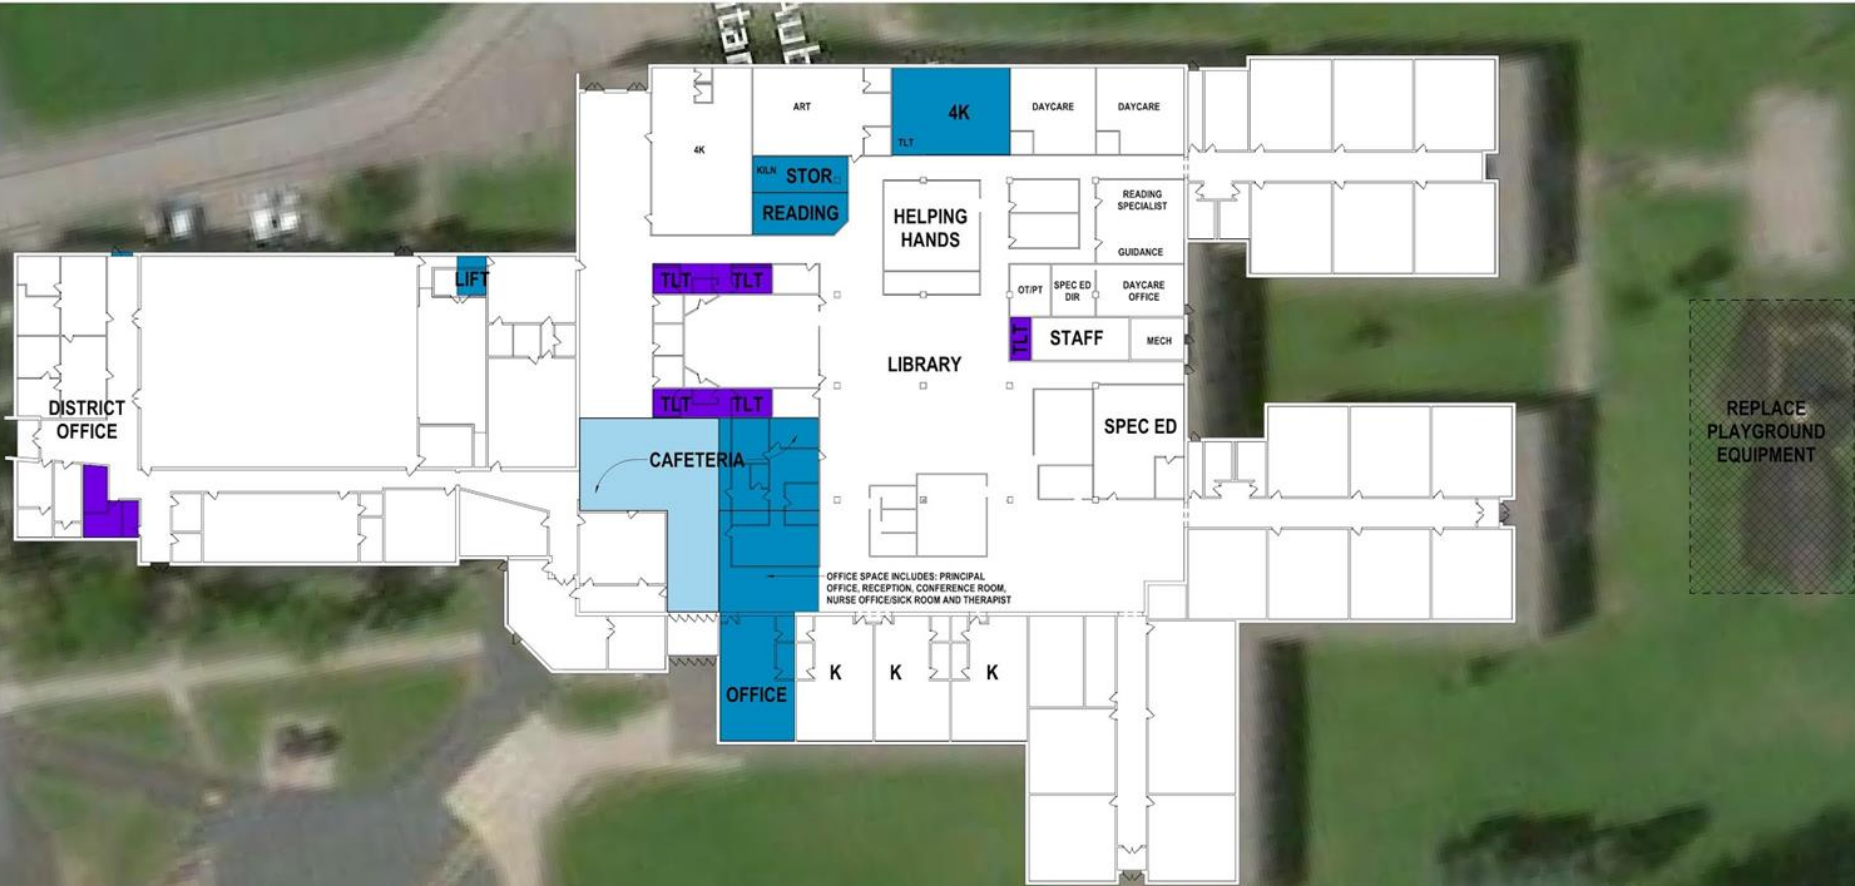 ART
4K
TLT
DAYCARE
DAYCARE
4K
KILN
STOR
READING
HELPING
HANDS
READING
SPECIALIST
GUIDANCE
LIFT
TLT
TLT
OT/PT
SPEC ED
DIR
DAYCARE
OFFICE
TLT
STAFF
MECH
LIBRARY
TLT
TLT
DISTRICT
OFFICE
CAFETERIA
SPEC ED
REPLACE
PLAYGROUND
EQUIPMENT
OFFICE SPACE INCLUDES: PRINCIPAL
OFFICE, RECEPTION, CONFERENCE ROOM,
NURSE OFFICE/SICK ROOM AND THERAPIST
OFFICE
K
K
K